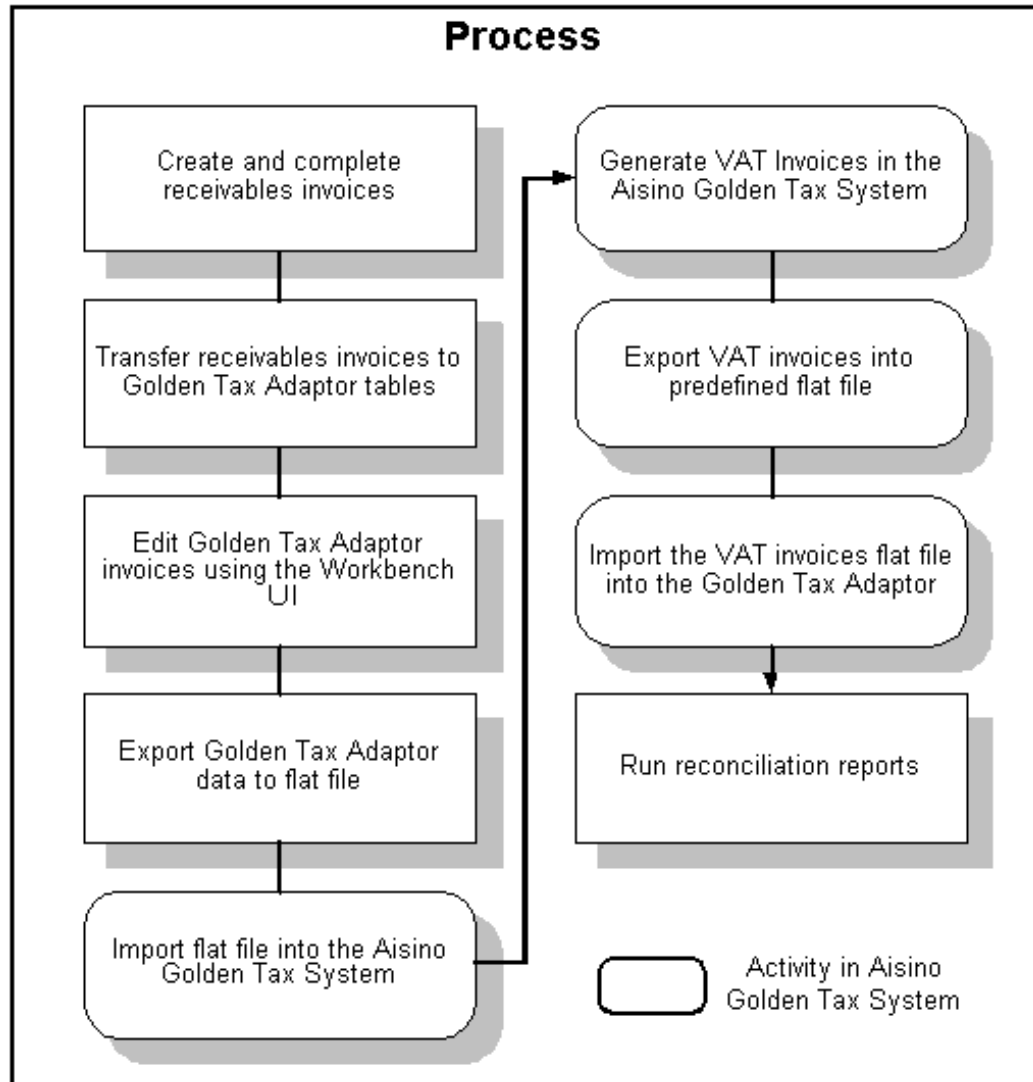 Process
Create and complete
receivables invoices
Transfer receivables invoices to
Golden Tax Adaptor tables
Edit Golden Tax Adaptor
invoices using the Workbench
UI
Export Golden Tax Adaptor
data to flat file
Import flat file into the Aisino
Golden Tax System
Generate VAT Invoices in the
Aisino Golden Tax System
Export VAT invoices into
predefined flat file
Import the VAT invoices flat file
into the Golden Tax Adaptor
Run reconciliation reports
Activity in Aisino
Golden Tax System